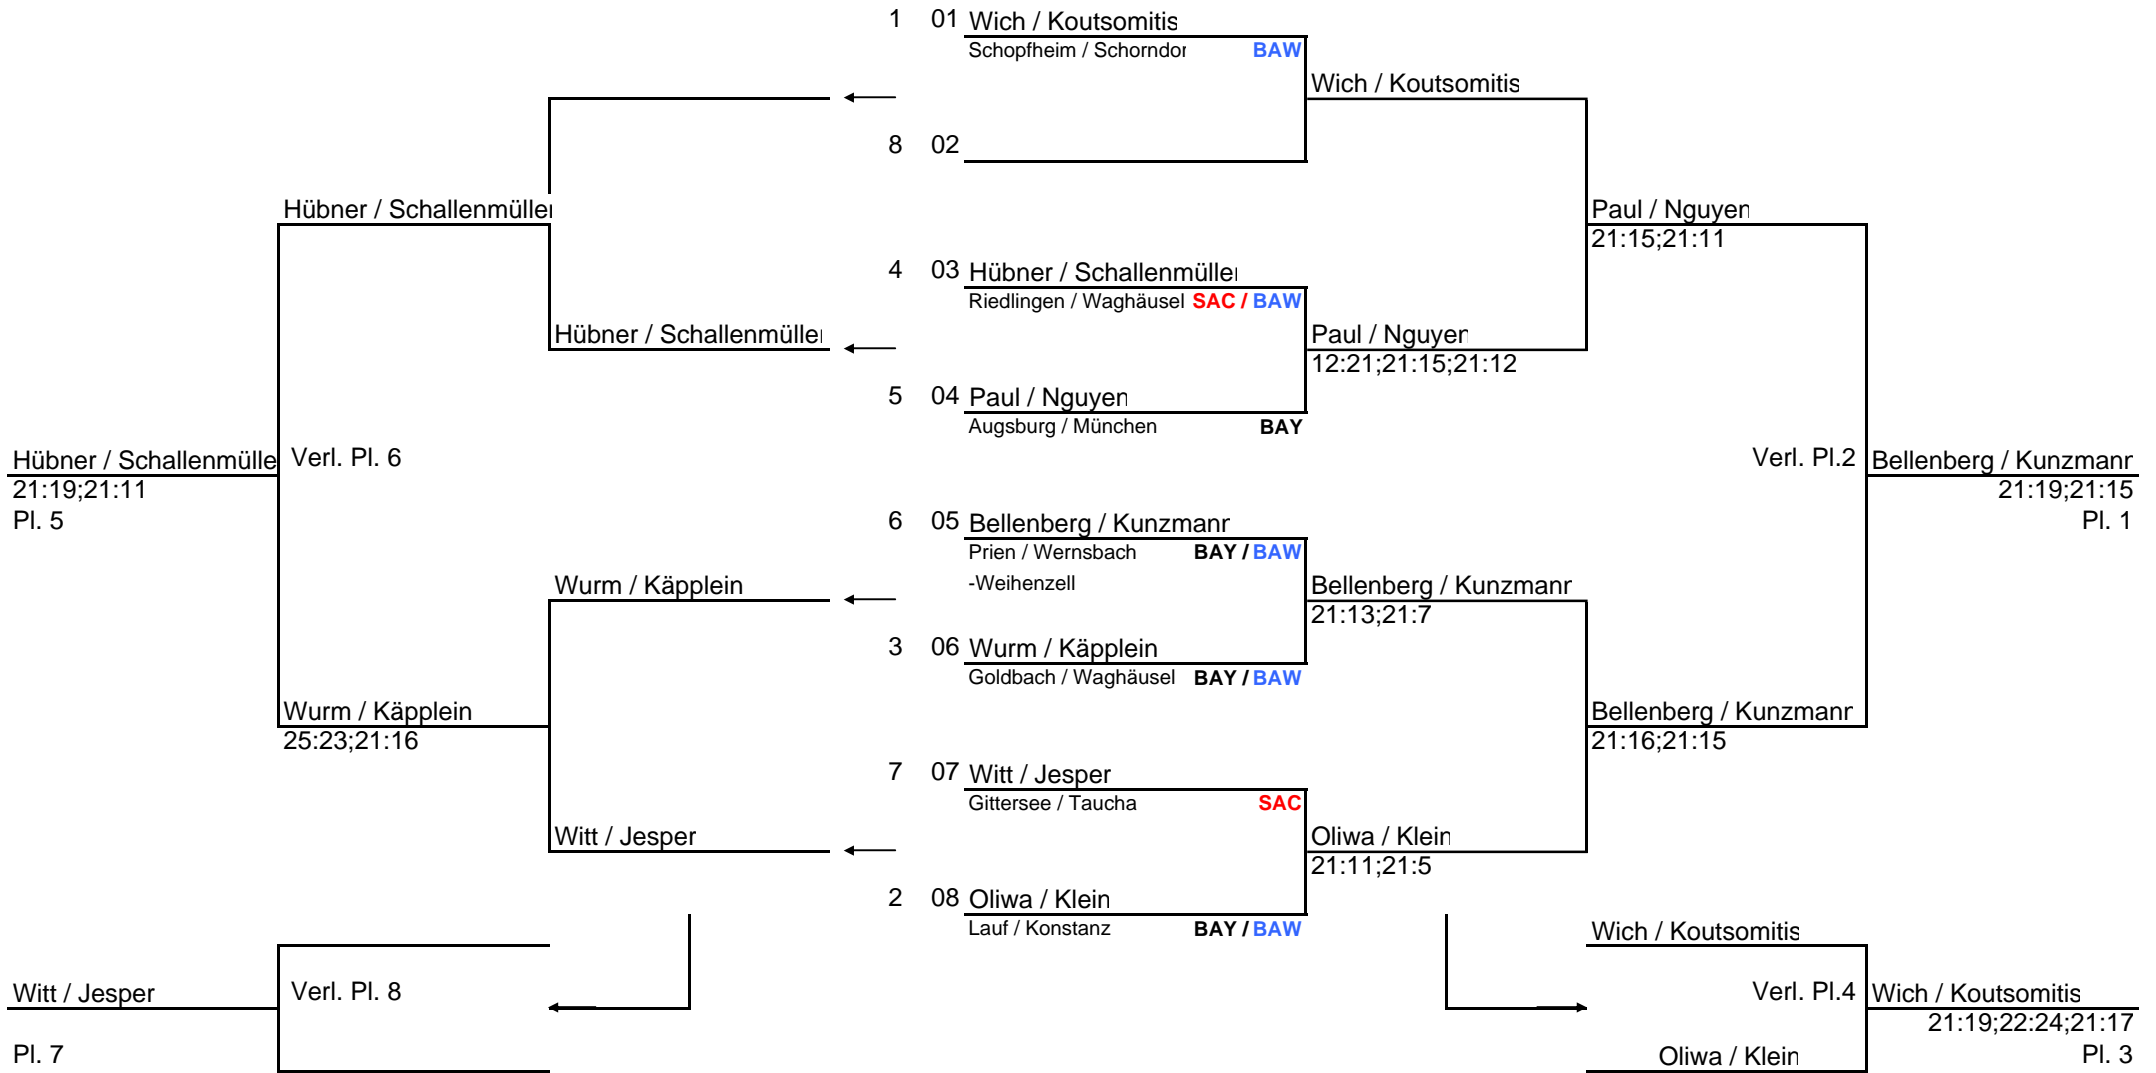 1 01 Wich / Koutsomitis
Schopfheim / Schorndor BAW
Wich / Koutsomitis
8 02
Hübner / Schallenmüller
Paul / Nguyen
21:15;21:11
4 03 Hübner / Schallenmüller
Riedlingen / Waghäusel SAC / BAW
Hübner / Schallenmüller
Paul / Nguyen
12:21;21:15;21:12
5 04 Paul / Nguyen
Augsburg / München BAY
Hübner / Schallenmülle
Verl. Pl. 6
Verl. Pl.2
Bellenberg / Kunzmann
21:19;21:11
21:19;21:15
Pl. 5
Pl. 1
6 05 Bellenberg / Kunzmann
Prien / Wernsbach BAY / BAW
-Weihenzell
Wurm / Käpplein
Bellenberg / Kunzmann
21:13;21:7
3 06 Wurm / Käpplein
Goldbach / Waghäusel BAY / BAW
Wurm / Käpplein
25:23;21:16
Bellenberg / Kunzmann
21:16;21:15
7 07 Witt / Jesper
Gittersee / Taucha SAC
Witt / Jesper
Oliwa / Klein
21:11;21:5
2 08 Oliwa / Klein
Lauf / Konstanz BAY / BAW
Wich / Koutsomitis
Witt / Jesper
Verl. Pl. 8
Verl. Pl.4
Wich / Koutsomitis
21:19;22:24;21:17
Pl. 7
Oliwa / Klein
Pl. 3